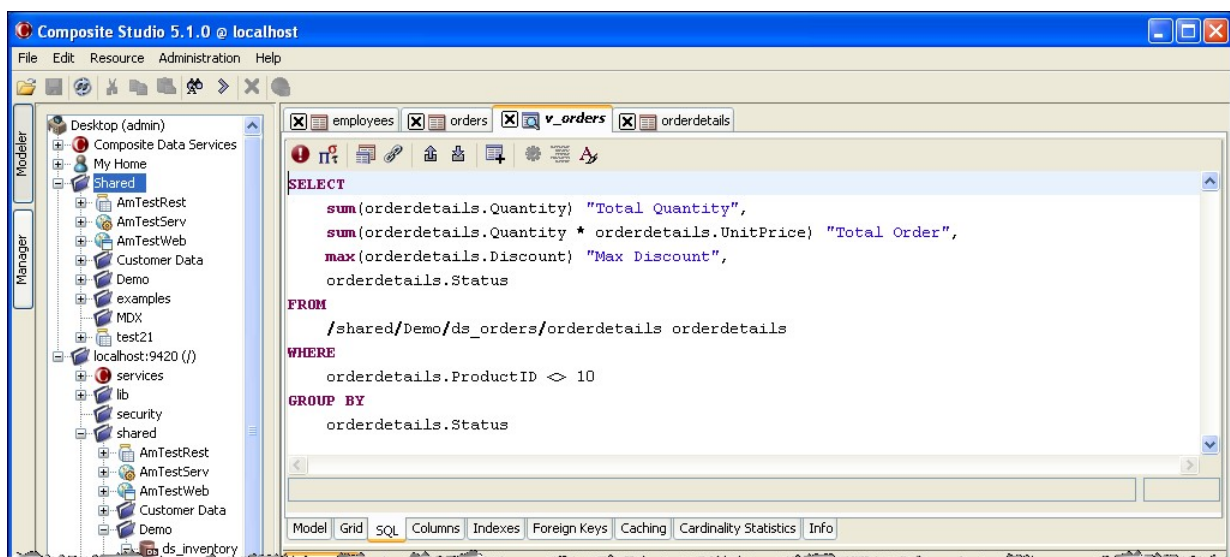 Composite Studio 5.1.0 @ localhost
File Edit Resource Administration Help
Modeler
Manager
Desktop (admin)
Composite Data Services
My Home
Shared
AmTestRest
AmTestServ
AmTestWeb
Customer Data
Demo
examples
MDX
test21
localhost:9420 (/)
services
lib
security
shared
AmTestRest
AmTestServ
AmTestWeb
Customer Data
Demo
ds_inventory
employees orders v_orders orderdetails
SELECT
sum(orderdetails.Quantity) "Total Quantity",
sum(orderdetails.Quantity * orderdetails.UnitPrice) "Total Order",
max(orderdetails.Discount) "Max Discount",
orderdetails.Status
FROM
/shared/Demo/ds_orders/orderdetails orderdetails
WHERE
orderdetails.ProductID <> 10
GROUP BY
orderdetails.Status
Model Grid SQL Columns Indexes Foreign Keys Caching Cardinality Statistics Info